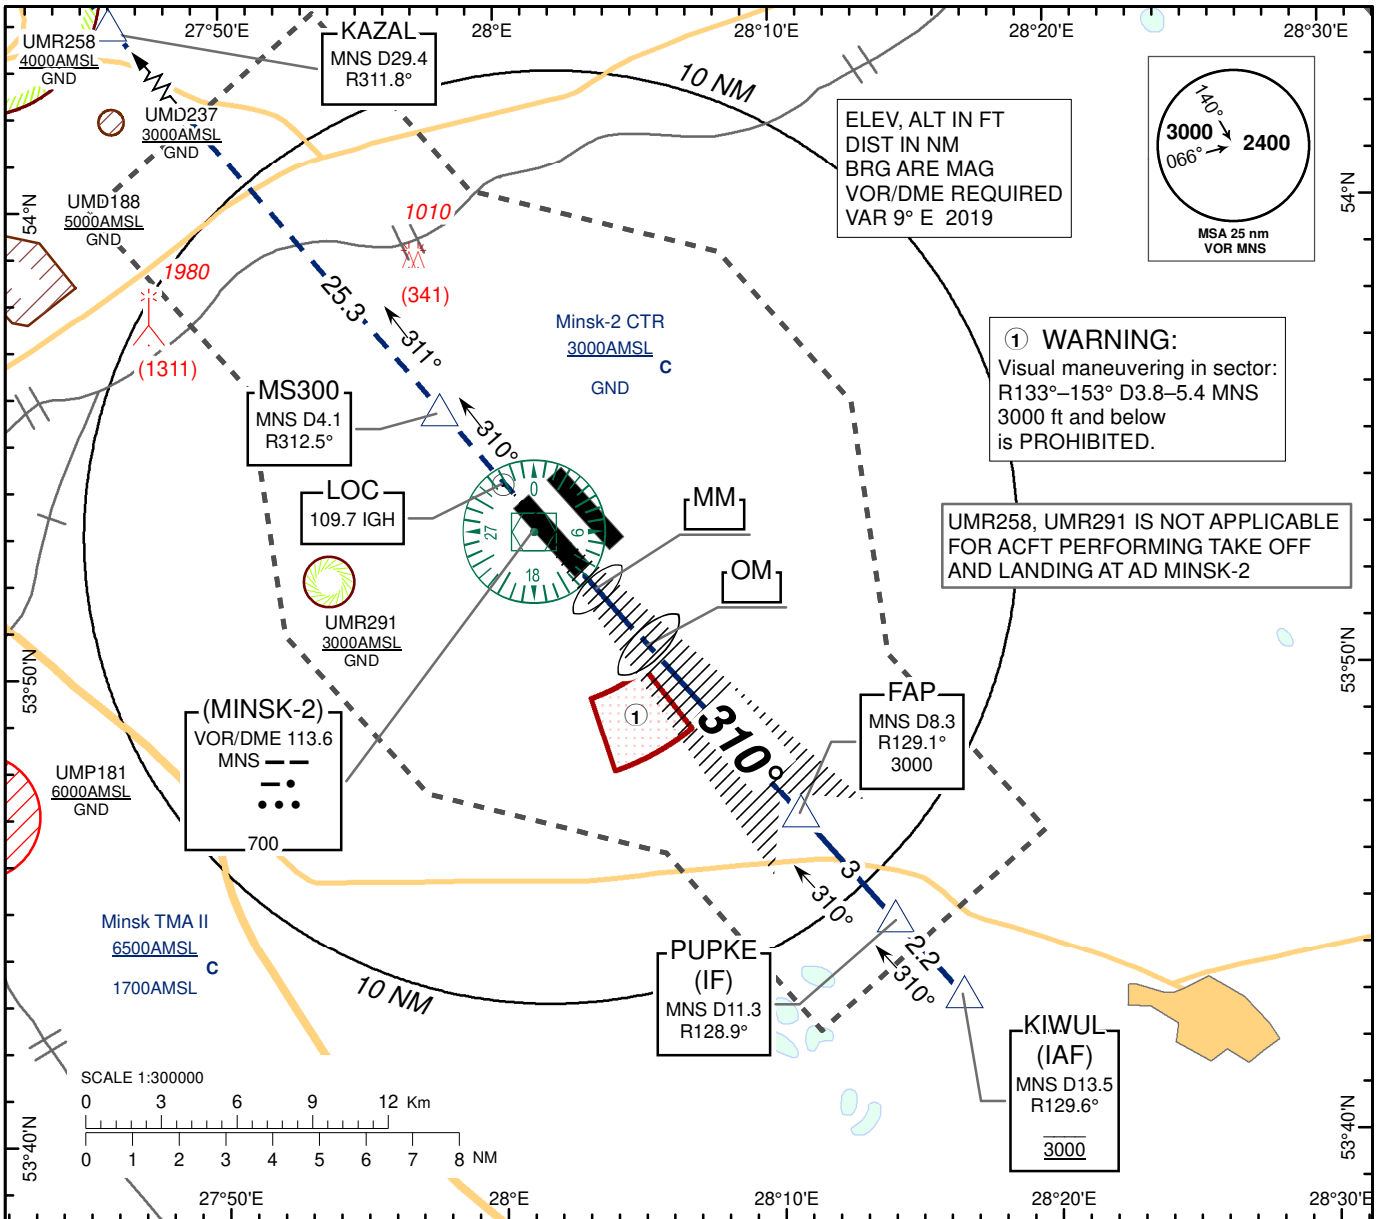 27°50'E
28°E
28°10'E
28°20'E
28°30'E
UMR258
4000AMSL
GND
KAZAL
MNS D29.4
R311.8°
10 NM
UMD237
3000AMSL
GND
ELEV, ALT IN FT
DIST IN NM
BRG ARE MAG
VOR/DME REQUIRED
VAR 9° E 2019
140°
3000
2400
066°
MSA 25 nm
VOR MNS
54°N
54°N
UMD188
5000AMSL
GND
1010
(341)
1980
(1311)
25.3
311°
Minsk-2 CTR
3000AMSL
C
GND
1 WARNING:
Visual maneuvering in sector:
R133°–153° D3.8–5.4 MNS
3000 ft and below
is PROHIBITED.
MS300
MNS D4.1
R312.5°
310°
LOC
109.7 IGH
0
9
18
27
MM
OM
UMR258, UMR291 IS NOT APPLICABLE
FOR ACFT PERFORMING TAKE OFF
AND LANDING AT AD MINSK-2
UMR291
3000AMSL
GND
53°50'N
53°50'N
(MINSK-2)
VOR/DME 113.6
MNS
700
1
310°
FAP
MNS D8.3
R129.1°
3000
UMP181
6000AMSL
GND
3
310°
Minsk TMA II
6500AMSL
C
1700AMSL
10 NM
PUPKE
(IF)
MNS D11.3
R128.9°
2.2
310°
KIWUL
(IAF)
MNS D13.5
R129.6°
3000
SCALE 1:300000
0 3 6 9 12 Km
0 1 2 3 4 5 6 7 8 NM
53°40'N
53°40'N
27°50'E
28°E
28°10'E
28°20'E
28°30'E